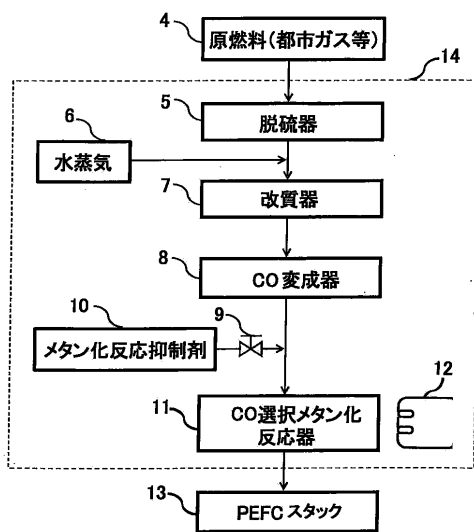 4
原燃料(都市ガス等)
14
5
脱硫器
6
水蒸気
7
改質器
8
CO変成器
10
9
メタン化反応抑制剤
12
11
CO選択メタン化
反応器
13
PEFCスタック